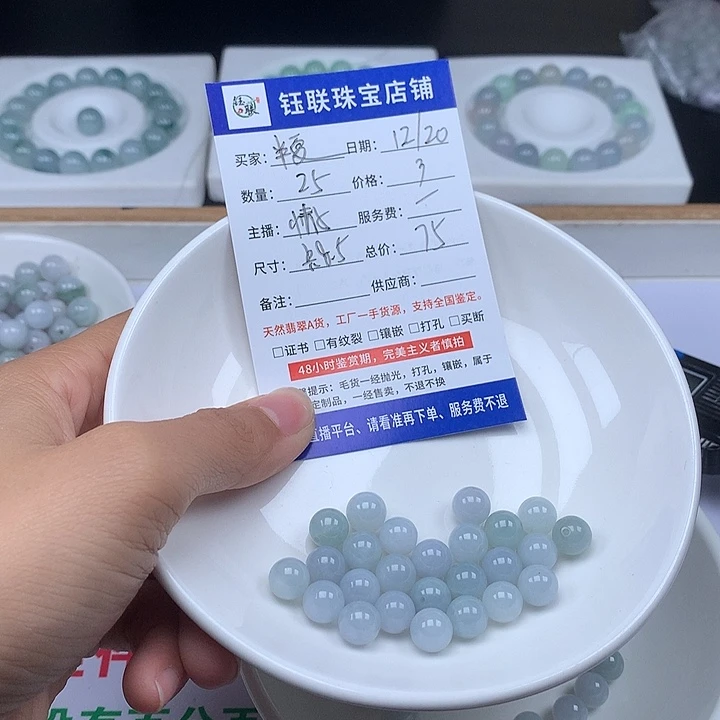 钰联 钰联珠宝店铺
买家： 日期：12/20
数量：25 价格：3
主播： 服务费：/
尺寸： 总价：75
备注： 供应商：
天然翡翠A货，工厂一手货源，支持全国鉴定。
□证书 □有纹裂 □镶嵌 □打孔 □买断
48小时鉴赏期，完美主义者慎拍
提示：毛货一经抛光，打孔，镶嵌，属于
定制品，一经售卖，不退不换
直播平台、请看准再下单、服务费不退